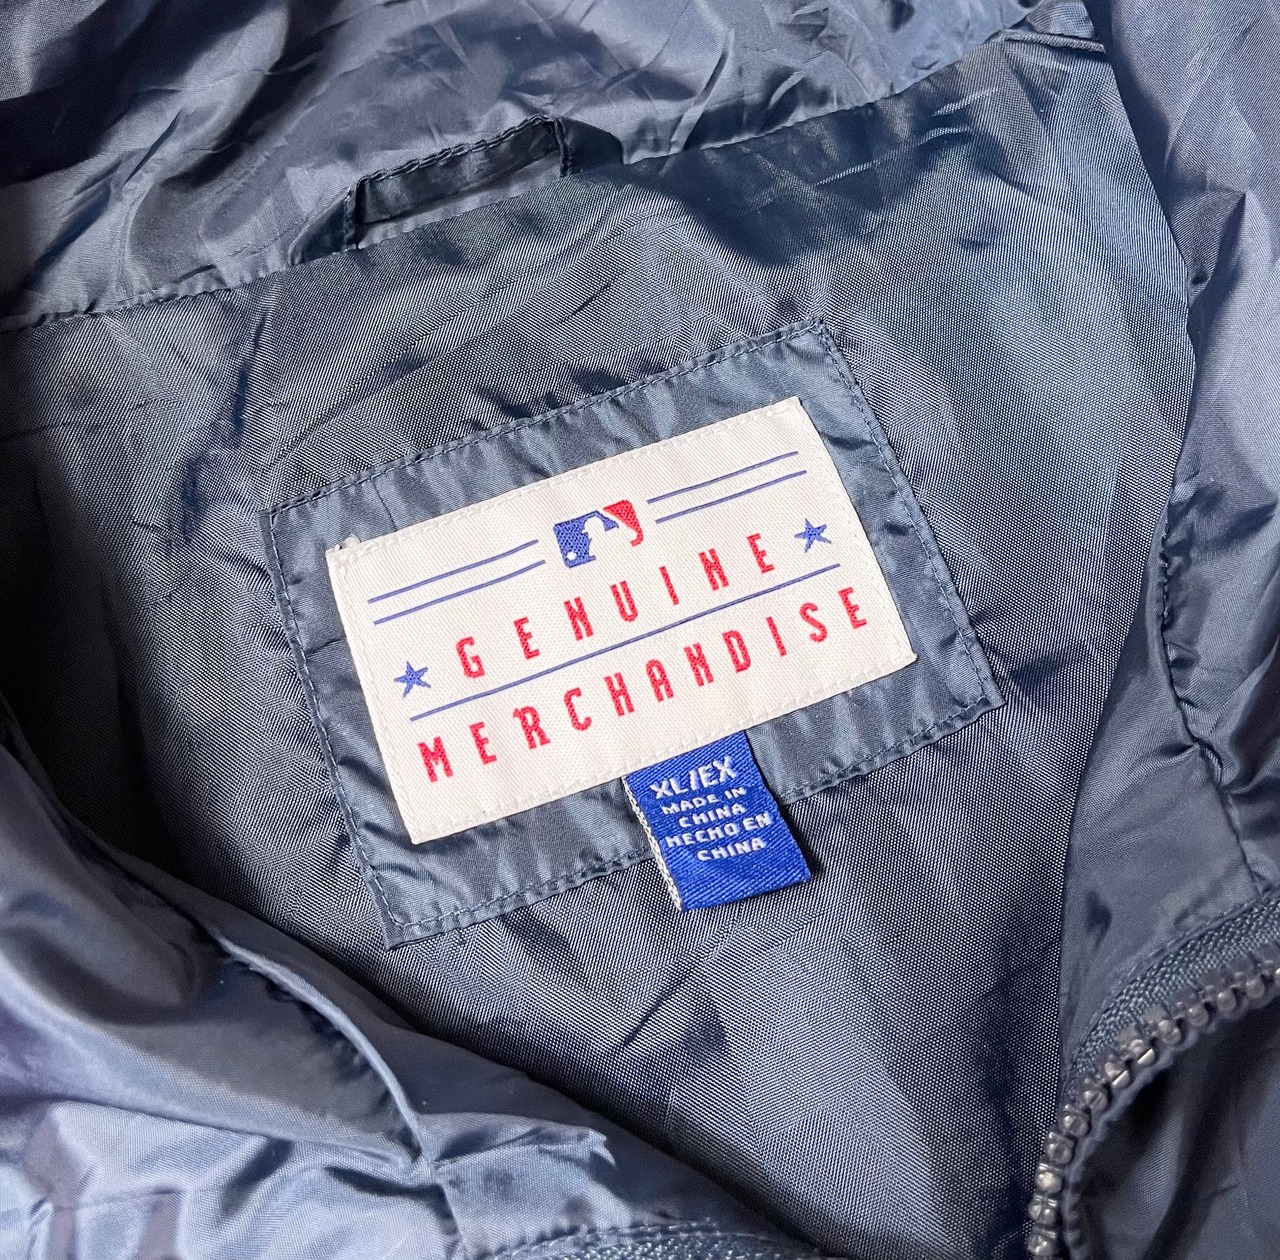 GENUINE
MERCHANDISE
XL/EX
MADE IN
CHINA
HECHO EN
CHINA